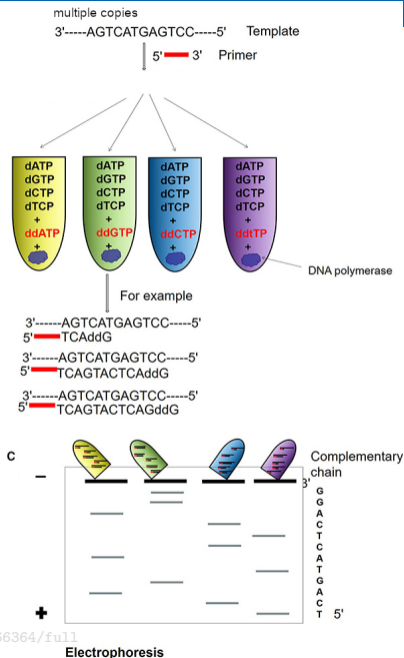 multiple copies
3'-----AGTCATGAGTCC-----5' Template
5' 3' Primer
dATP dATP dATP dATP
dGTP dGTP dGTP dGTP
dCTP dCTP dCTP dCTP
dTCP dTCP dTCP dTCP
+ + + +
ddATP ddGTP ddCTP ddtTP
+ + + +
DNA polymerase
For example
3'------AGTCATGAGTCC-----5'
5' TCAddG
3'-----AGTCATGAGTCC----5'
5' TCAGTACTCAddG
3'-----AGTCATGAGTCC----5'
5' TCAGTACTCAGddG
C
Complementary
chain
− 3'
G
G
A
C
T
C
A
T
G
A
C
+ T 5'
66364/full
Electrophoresis